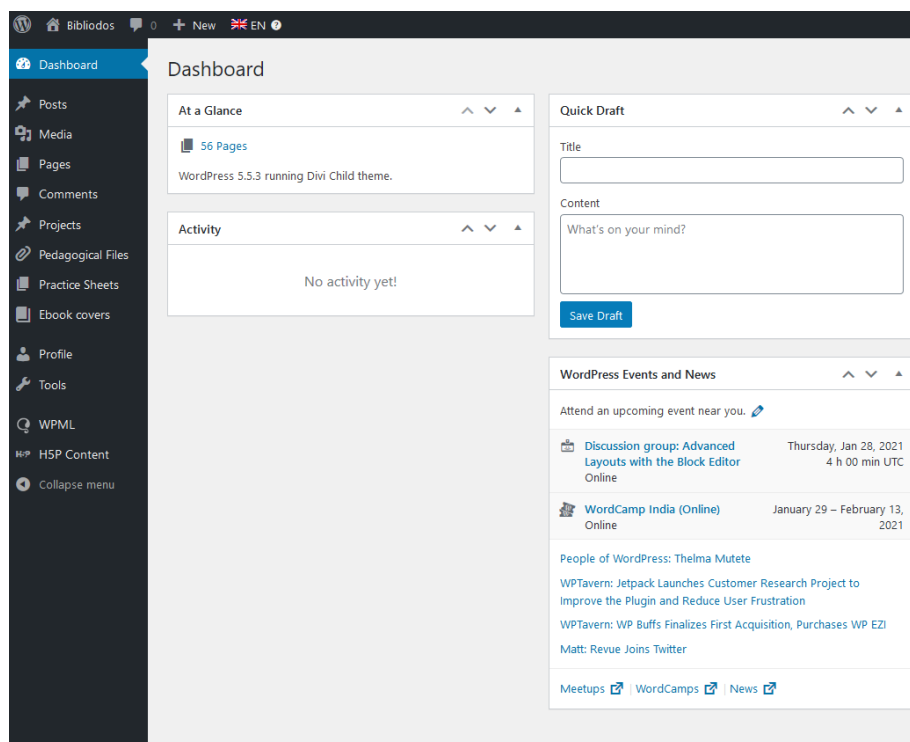 Bibliodos 0 New EN
Dashboard
Posts
Media
Pages
Comments
Projects
Pedagogical Files
Practice Sheets
Ebook covers
Profile
Tools
WPML
H5P H5P Content
Collapse menu
Dashboard
At a Glance
56 Pages
WordPress 5.5.3 running Divi Child theme.
Activity
No activity yet!
Quick Draft
Title
Content
What's on your mind?
Save Draft
WordPress Events and News
Attend an upcoming event near you.
Discussion group: Advanced Thursday, Jan 28, 2021
Layouts with the Block Editor 4 h 00 min UTC
Online
WordCamp India (Online) January 29 – February 13,
Online 2021
People of WordPress: Thelma Mutete
WPTavern: Jetpack Launches Customer Research Project to
Improve the Plugin and Reduce User Frustration
WPTavern: WP Buffs Finalizes First Acquisition, Purchases WP EZI
Matt: Revue Joins Twitter
Meetups | WordCamps | News